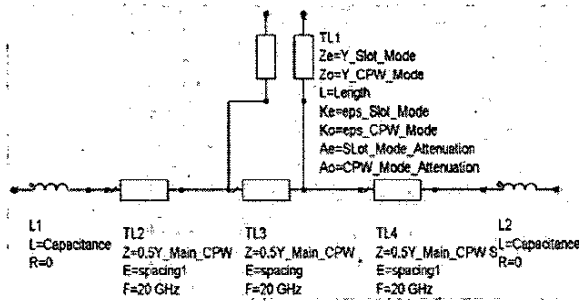 TL1
Ze=Y_Slot_Mode
Zo=Y_CPW_Mode
L=Length
Ke=eps_Slot_Mode
Ko=eps_CPW_Mode
Ae=SLot_Mode_Attenuation
Ao=CPW_Mode_Attenuation
L1
L=Capacitance
R=0
TL2
Z=0.5Y_Main_CPW
E=spacing1
F=20 GHz
TL3
Z=0.5Y_Main_CPW
E=spacing
F=20 GHz
TL4
Z=0.5Y_Main_CPW S
E=spacing1
F=20 GHz
L2
L=Capacitance
R=0